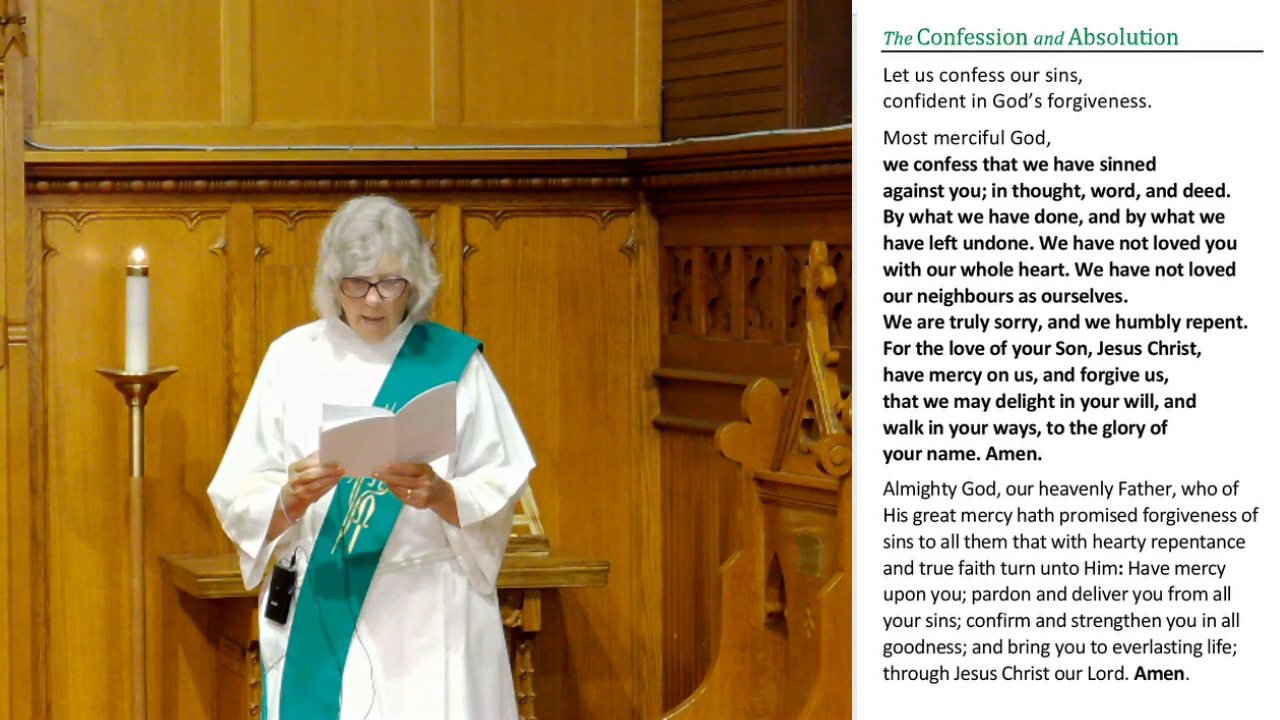 The Confession and Absolution
Let us confess our sins,
confident in God’s forgiveness.
Most merciful God,
we confess that we have sinned
against you; in thought, word, and deed.
By what we have done, and by what we
have left undone. We have not loved you
with our whole heart. We have not loved
our neighbours as ourselves.
We are truly sorry, and we humbly repent.
For the love of your Son, Jesus Christ,
have mercy on us, and forgive us,
that we may delight in your will, and
walk in your ways, to the glory of
your name. Amen.
Almighty God, our heavenly Father, who of
His great mercy hath promised forgiveness of
sins to all them that with hearty repentance
and true faith turn unto Him: Have mercy
upon you; pardon and deliver you from all
your sins; confirm and strengthen you in all
goodness; and bring you to everlasting life;
through Jesus Christ our Lord. Amen.